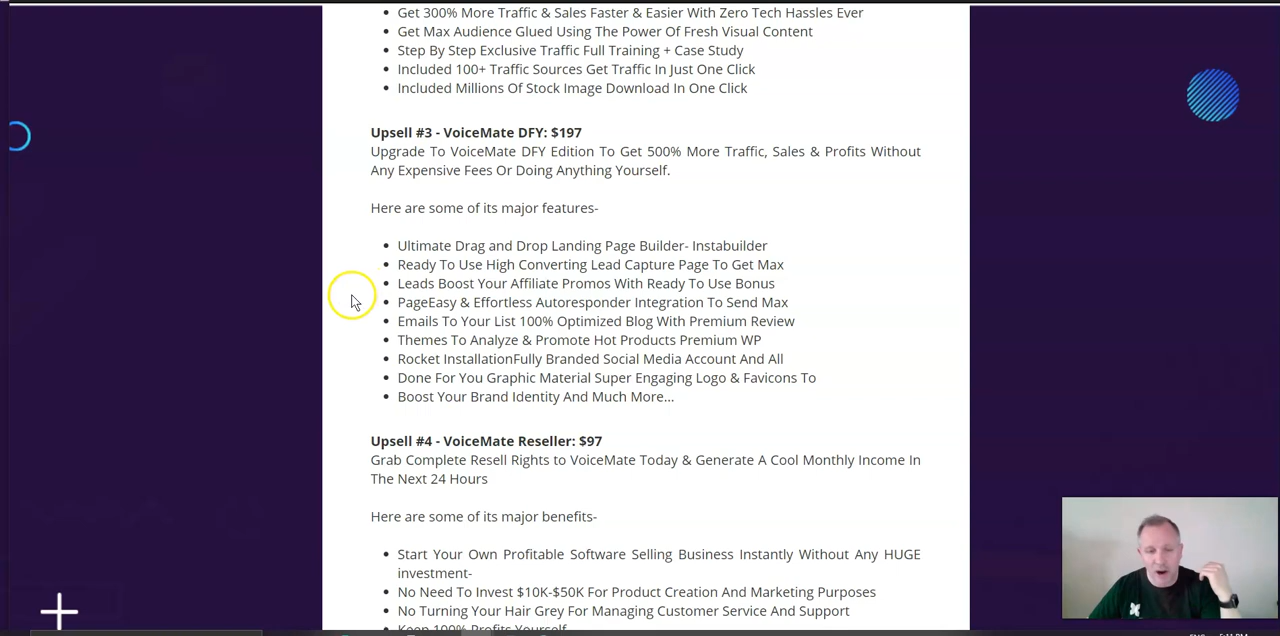 Get 300% More Traffic & Sales Faster & Easier With Zero Tech Hassles Ever
Get Max Audience Glued Using The Power Of Fresh Visual Content
Step By Step Exclusive Traffic Full Training + Case Study
Included 100+ Traffic Sources Get Traffic In Just One Click
Included Millions Of Stock Image Download In One Click
Upsell #3 - VoiceMate DFY: $197
Upgrade To VoiceMate DFY Edition To Get 500% More Traffic, Sales & Profits Without
Any Expensive Fees Or Doing Anything Yourself.
Here are some of its major features-
Ultimate Drag and Drop Landing Page Builder- Instabuilder
Ready To Use High Converting Lead Capture Page To Get Max
Leads Boost Your Affiliate Promos With Ready To Use Bonus
PageEasy & Effortless Autoresponder Integration To Send Max
Emails To Your List 100% Optimized Blog With Premium Review
Themes To Analyze & Promote Hot Products Premium WP
Rocket InstallationFully Branded Social Media Account And All
Done For You Graphic Material Super Engaging Logo & Favicons To
Boost Your Brand Identity And Much More...
Upsell #4 - VoiceMate Reseller: $97
Grab Complete Resell Rights to VoiceMate Today & Generate A Cool Monthly Income In
The Next 24 Hours
Here are some of its major benefits-
Start Your Own Profitable Software Selling Business Instantly Without Any HUGE
investment-
No Need To Invest $10K-$50K For Product Creation And Marketing Purposes
No Turning Your Hair Grey For Managing Customer Service And Support
Keep 100% Profits Yourself